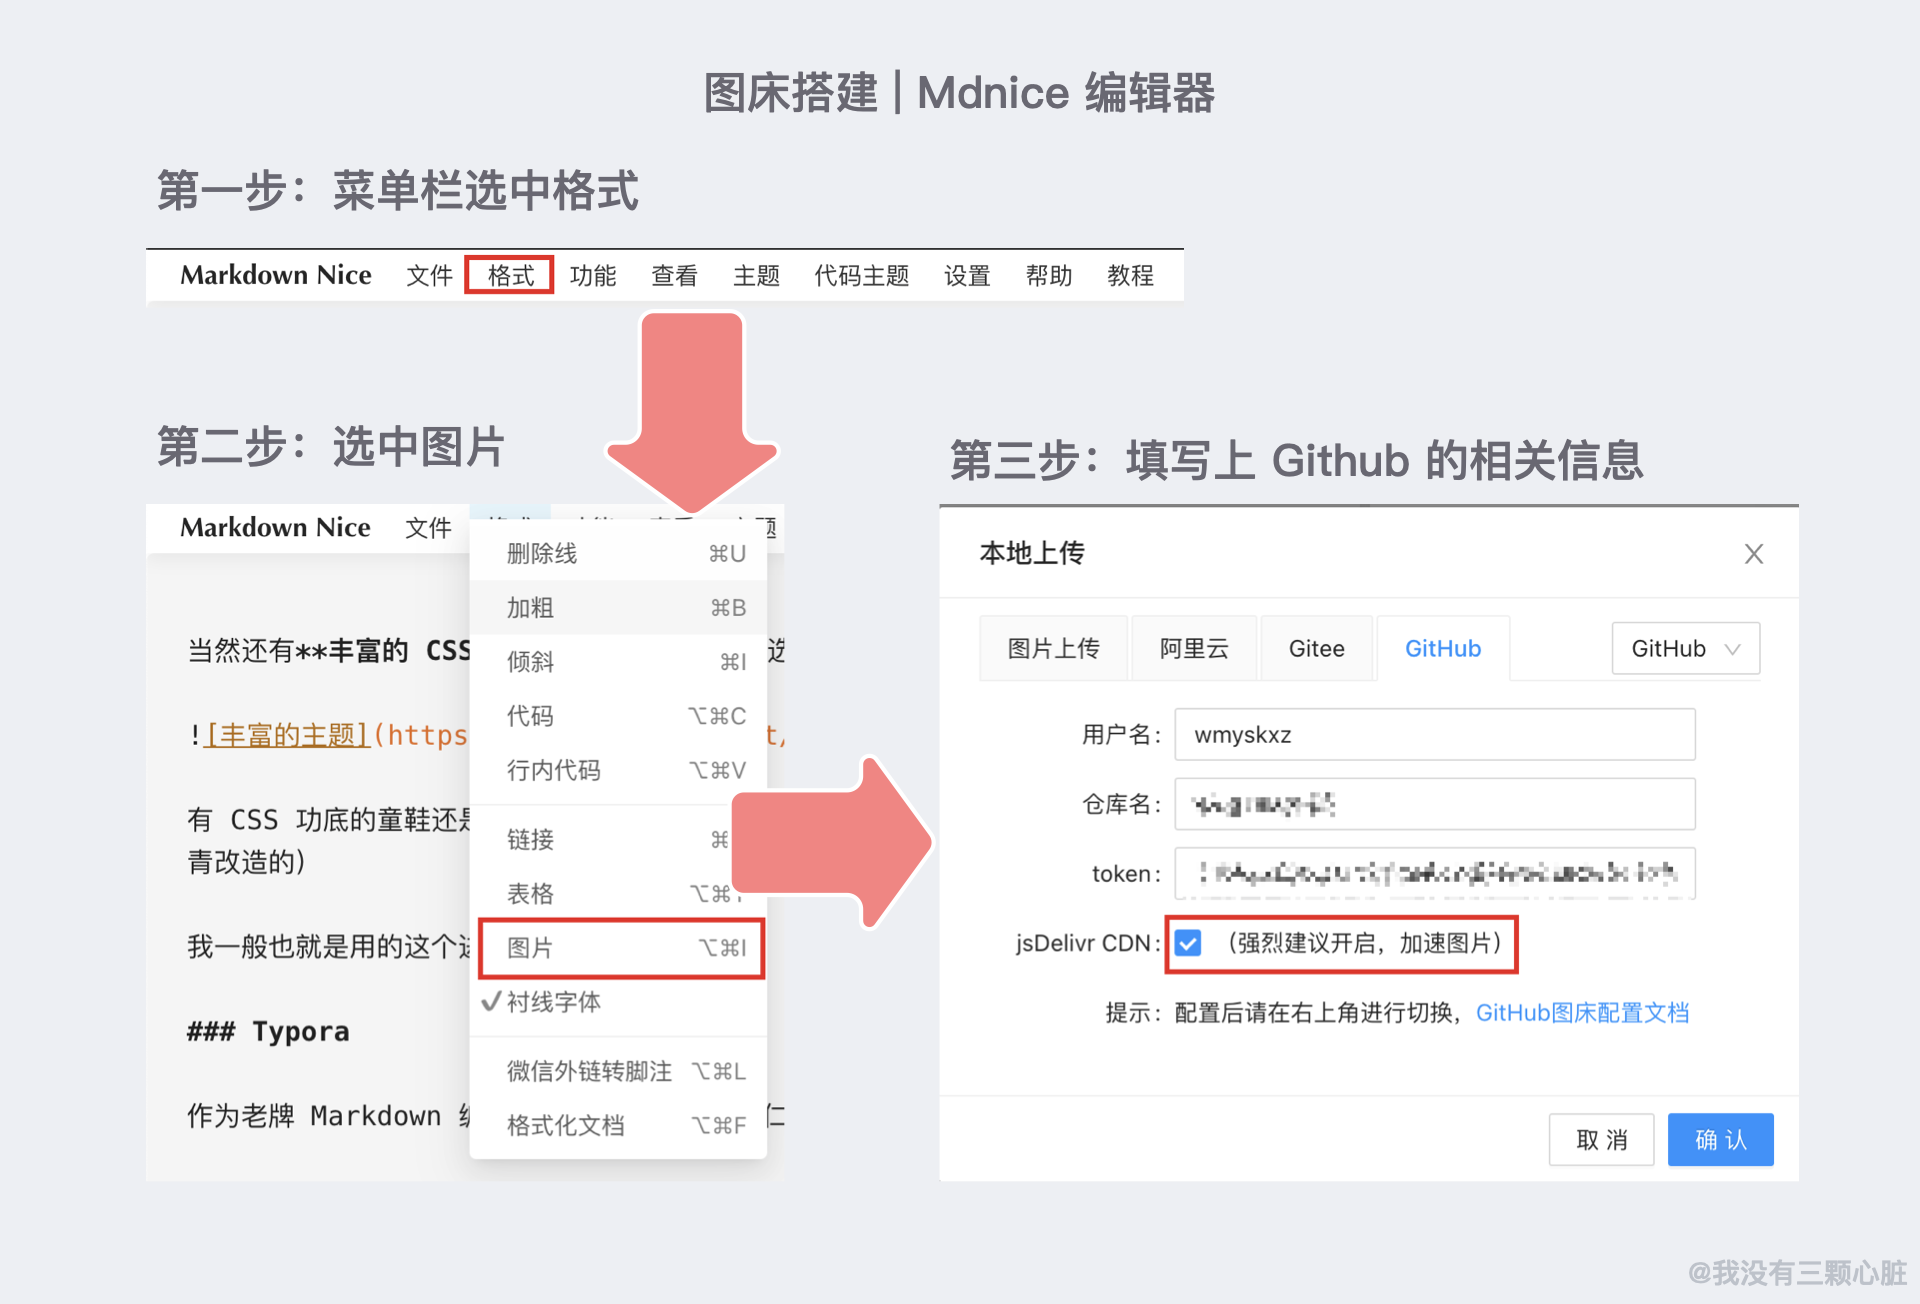 图床搭建 | Mdnice 编辑器
第一步：菜单栏选中格式
Markdown Nice 文件 格式 功能 查看 主题 代码主题 设置 帮助 教程
第二步：选中图片
Markdown Nice 文件
删除线 ⌘U
加粗 ⌘B
倾斜 ⌘I
代码 ⌥⌘C
行内代码 ⌥⌘V
链接 ⌘
表格 ⌥⌘
图片 ⌥⌘I
✓衬线字体
微信外链转脚注 ⌥⌘L
格式化文档 ⌥⌘F
当然还有**丰富的 CSS
![丰富的主题](https
有 CSS 功底的童鞋还是
青改造的)
我一般也就是用的这个
### Typora
作为老牌 Markdown
第三步：填写上 Github 的相关信息
本地上传
图片上传 阿里云 Gitee GitHub GitHub
用户名： wmyskxz
仓库名：
token：
jsDelivr CDN： （强烈建议开启，加速图片）
提示： 配置后请在右上角进行切换，GitHub图床配置文档
取 消 确 认
@我没有三颗心脏